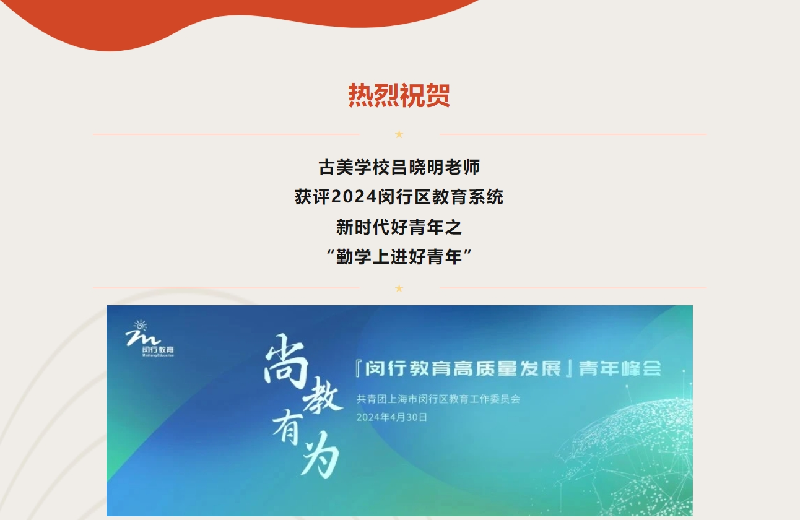 热烈祝贺
古美学校吕晓明老师
获评2024闵行区教育系统
新时代好青年之
“勤学上进好青年”
闵行教育
尚教有为
『闵行教育高质量发展』青年峰会
共青团上海市闵行区教育工作委员会
2024年4月30日